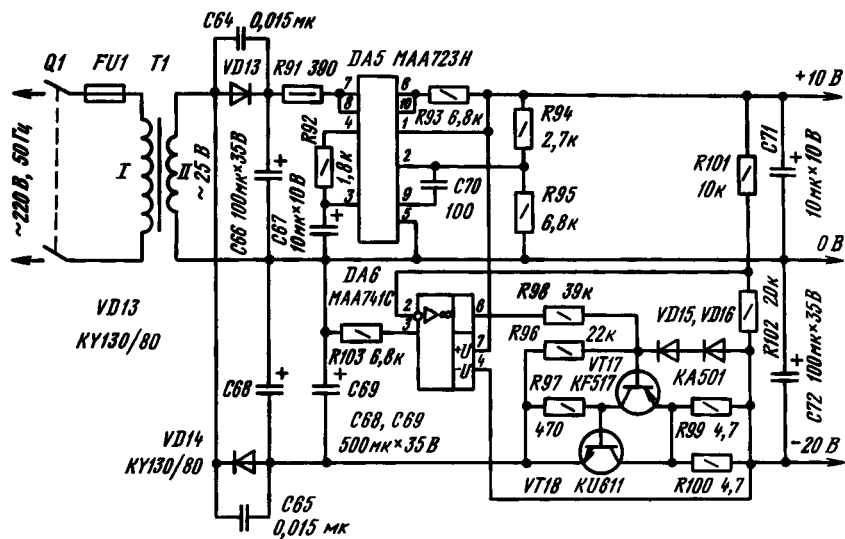 C64
0,015 мк
Q1
FU1
T1
VD13
R91 390
DA5 MAA723H
+10 В
7
8
4
3
6
10
1
2
9
5
R92
1,8к
R93 6,8к
R94
2,7к
R95
6,8к
R101
10к
C71
10мк×10 В
~220 В, 50Гц
I
II
~25 В
C66 100мк×35 В
C67
10мк×10 В
C70
100
0 В
DA6
MAA741C
2
3
6
7
4
+U
-U
∞
R98 39к
R96
22к
VD15, VD16
KA501
R102 20к
C72 100мк×35 В
VD13
KY130/80
R103 6,8к
VT17
KF517
R97
470
R99 4,7
C68
C69
C68, C69
500мк×35 В
VD14
KY130/80
VT18 KU611
R100 4,7
-20 В
C65
0,015 мк